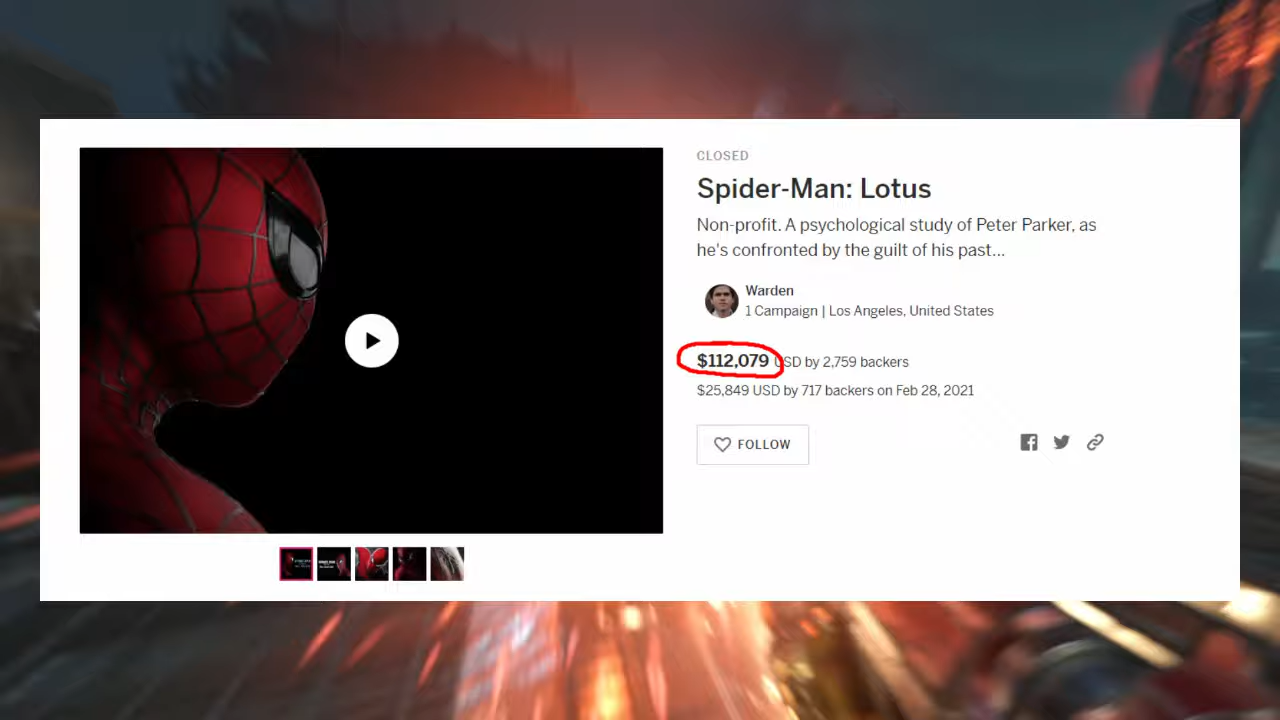 CLOSED
Spider-Man: Lotus
Non-profit. A psychological study of Peter Parker, as
he's confronted by the guilt of his past...
Warden
1 Campaign | Los Angeles, United States
$112,079 USD by 2,759 backers
$25,849 USD by 717 backers on Feb 28, 2021
FOLLOW